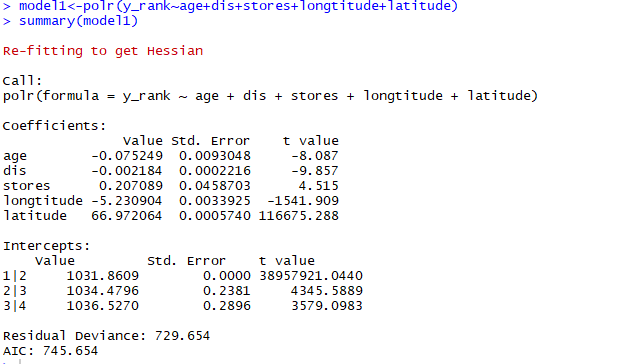 > model1<-polr(y_rank~age+dis+stores+longtitude+latitude)
> summary(model1)
Re-fitting to get Hessian
Call:
polr(formula = y_rank ~ age + dis + stores + longtitude + latitude)
Coefficients:
Value Std. Error t value
age -0.075249 0.0093048 -8.087
dis -0.002184 0.0002216 -9.857
stores 0.207089 0.0458703 4.515
longtitude -5.230904 0.0033925 -1541.909
latitude 66.972064 0.0005740 116675.288
Intercepts:
Value Std. Error t value
1|2 1031.8609 0.0000 38957921.0440
2|3 1034.4796 0.2381 4345.5889
3|4 1036.5270 0.2896 3579.0983
Residual Deviance: 729.654
AIC: 745.654